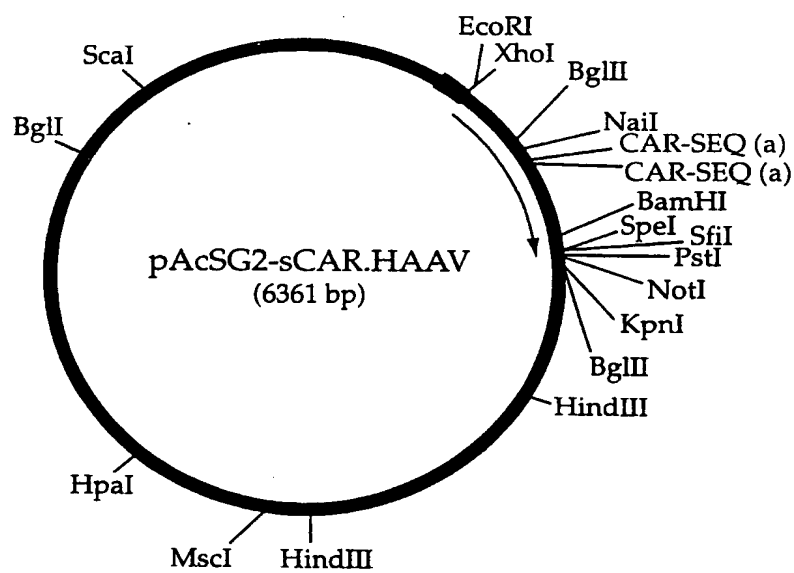 EcoRI
XhoI
ScaI
BglII
BglI
NaiI
CAR-SEQ (a)
CAR-SEQ (a)
BamHI
SpeI
SfiI
PstI
pAcSG2-sCAR.HAAV
(6361 bp)
NotI
KpnI
BglII
HindIII
HpaI
MscI
HindIII